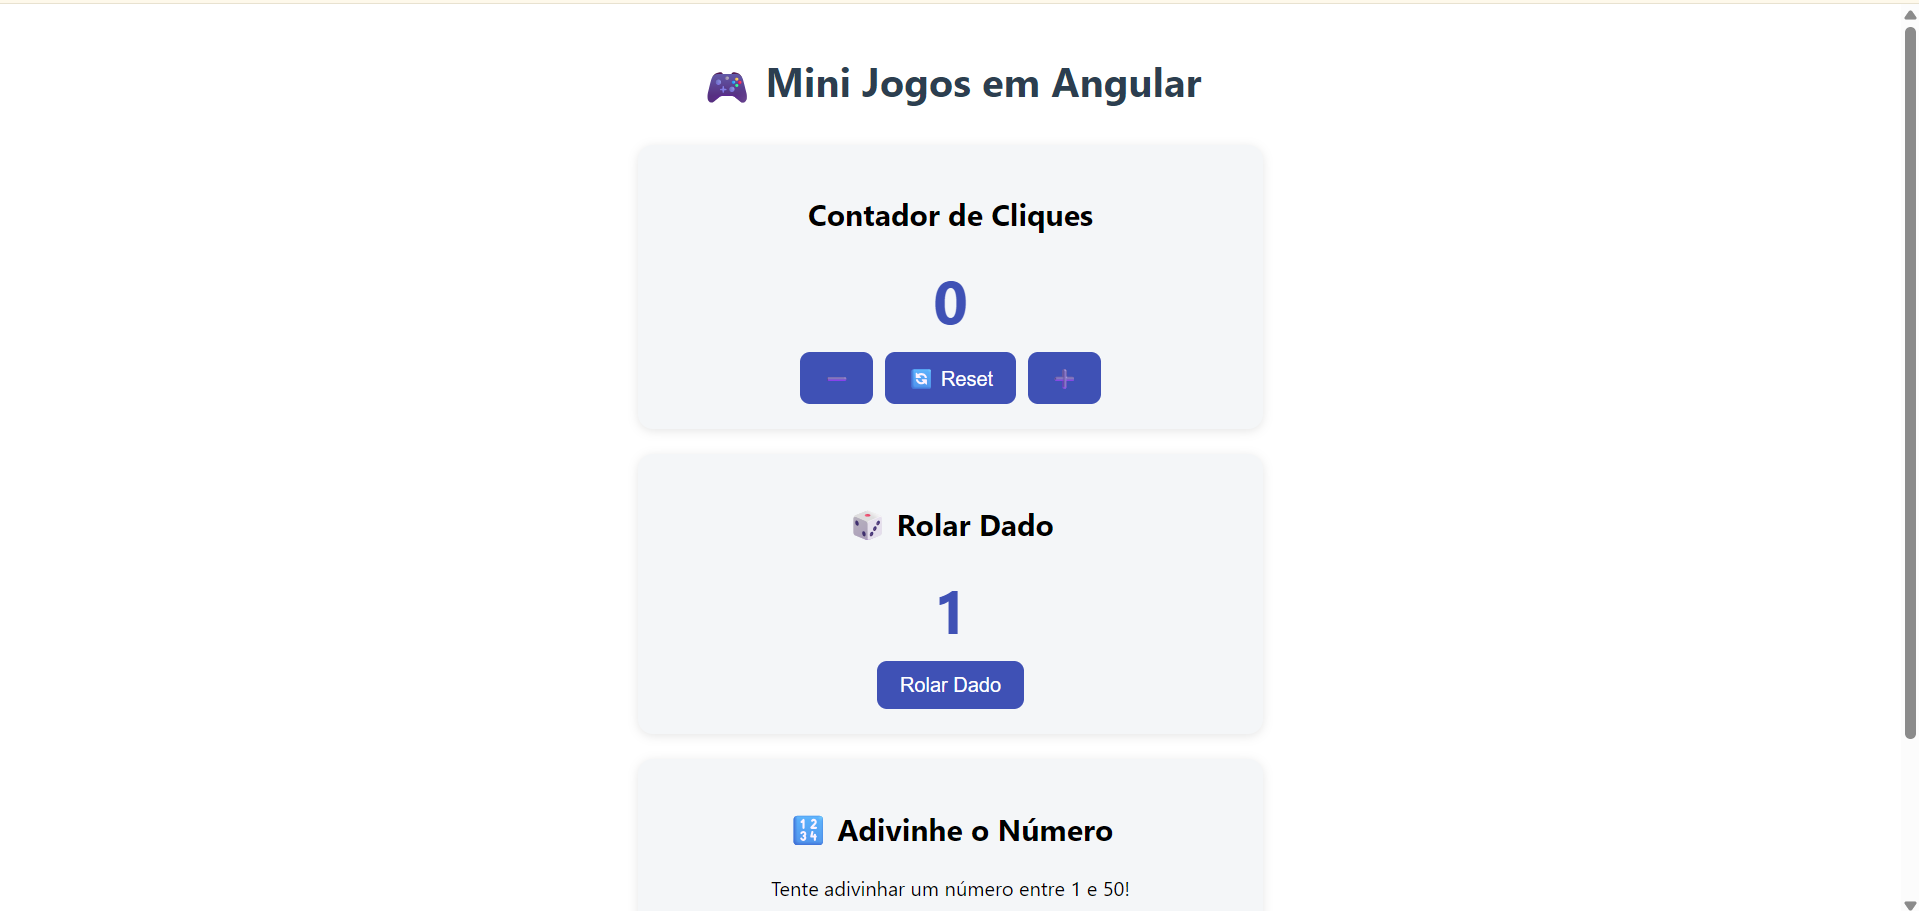 🎮 Mini Jogos em Angular
Contador de Cliques
0
➖ 🔄 Reset ➕
🎲 Rolar Dado
1
Rolar Dado
🔢 Adivinhe o Número
Tente adivinhar um número entre 1 e 50!